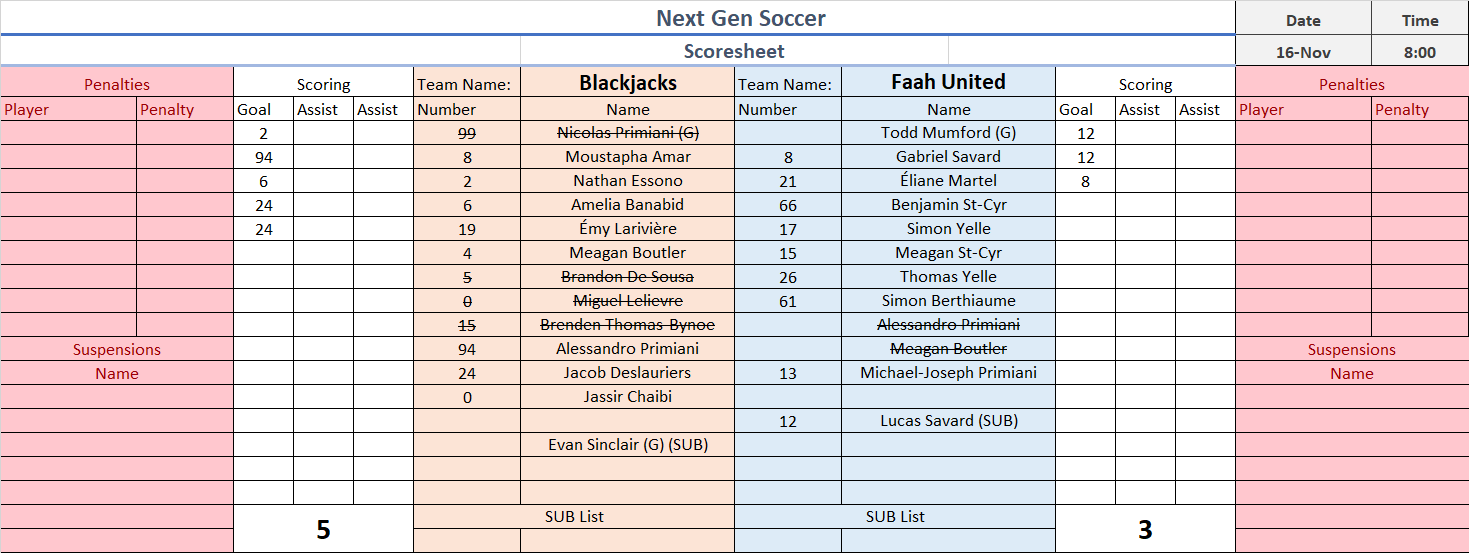 Next Gen Soccer Date Time
Scoresheet 16-Nov 8:00
Penalties Scoring Team Name: Blackjacks Team Name: Faah United Scoring Penalties
Player Penalty Goal Assist Assist Number Name Number Name Goal Assist Assist Player Penalty
2 99 Nicolas Primiani (G) Todd Mumford (G) 12
94 8 Moustapha Amar 8 Gabriel Savard 12
6 2 Nathan Essono 21 Éliane Martel 8
24 6 Amelia Banabid 66 Benjamin St-Cyr
24 19 Émy Larivière 17 Simon Yelle
4 Meagan Boutler 15 Meagan St-Cyr
5 Brandon De Sousa 26 Thomas Yelle
0 Miguel Lelievre 61 Simon Berthiaume
15 Brenden Thomas-Bynoe Alessandro Primiani
Suspensions 94 Alessandro Primiani Meagan Boutler Suspensions
Name 24 Jacob Deslauriers 13 Michael-Joseph Primiani Name
0 Jassir Chaibi
12 Lucas Savard (SUB)
Evan Sinclair (G) (SUB)
5 SUB List SUB List 3